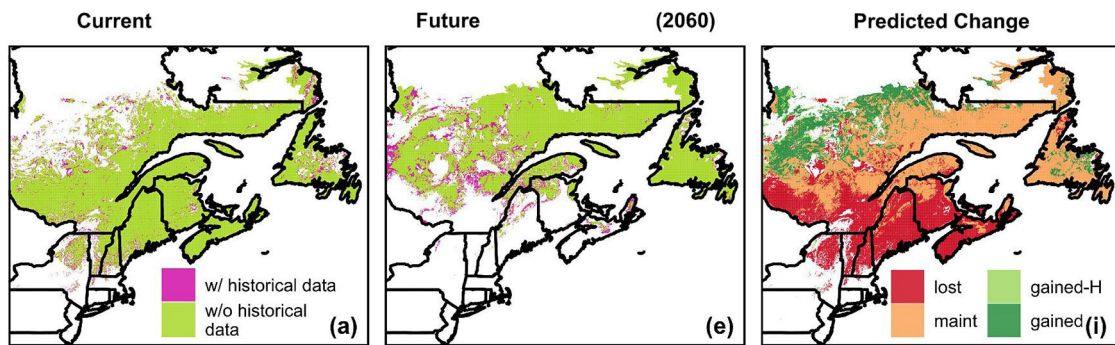 Current
Future (2060)
Predicted Change
w/ historical data
w/o historical
data
(a)
(e)
lost
gained-H
maint
gained
(i)